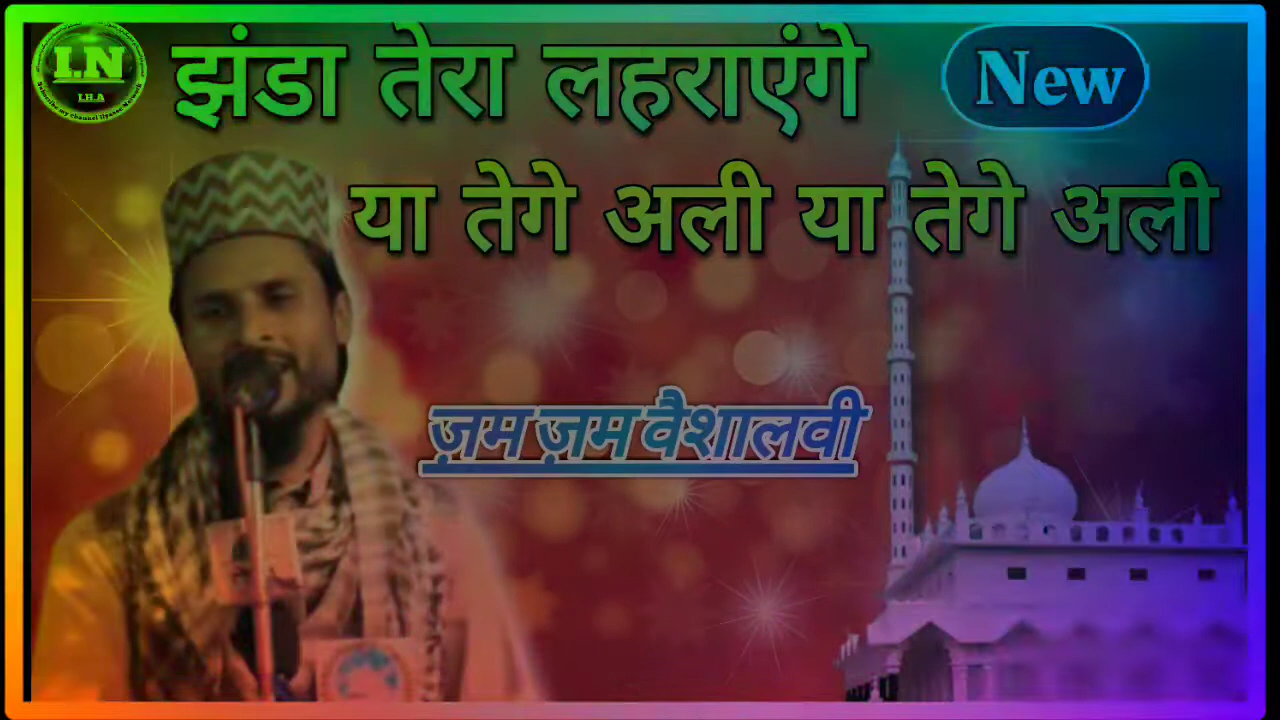 I.N
I.H.A
झंडा तेरा लहराएंगे
New
या तेगे अली या तेगे अली
ज़म ज़म वैशालवी